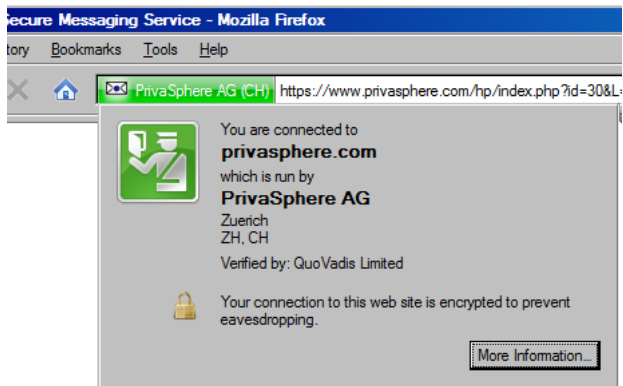 Secure Messaging Service - Mozilla Firefox
tory Bookmarks Tools Help
PrivaSphere AG (CH) https://www.privasphere.com/hp/index.php?id=30&L=
You are connected to
privasphere.com
which is run by
PrivaSphere AG
Zuerich
ZH, CH
Verified by: QuoVadis Limited
Your connection to this web site is encrypted to prevent
eavesdropping.
More Information...